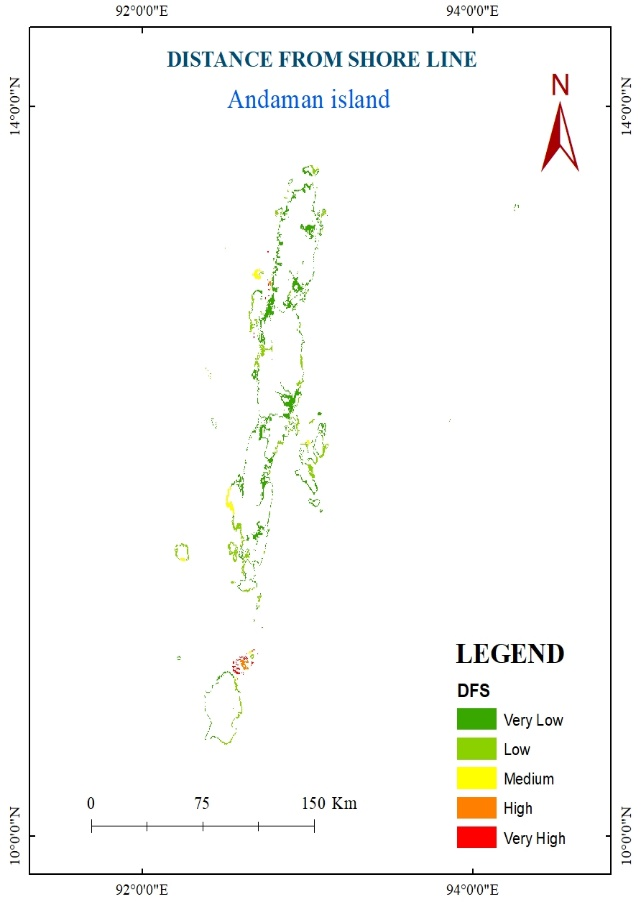 92°0'0"E 94°0'0"E
DISTANCE FROM SHORE LINE
Andaman island
N
14°0'0"N 14°0'0"N
LEGEND
DFS
Very Low
Low
Medium
High
Very High
0 75 150 Km
10°0'0"N 10°0'0"N
92°0'0"E 94°0'0"E